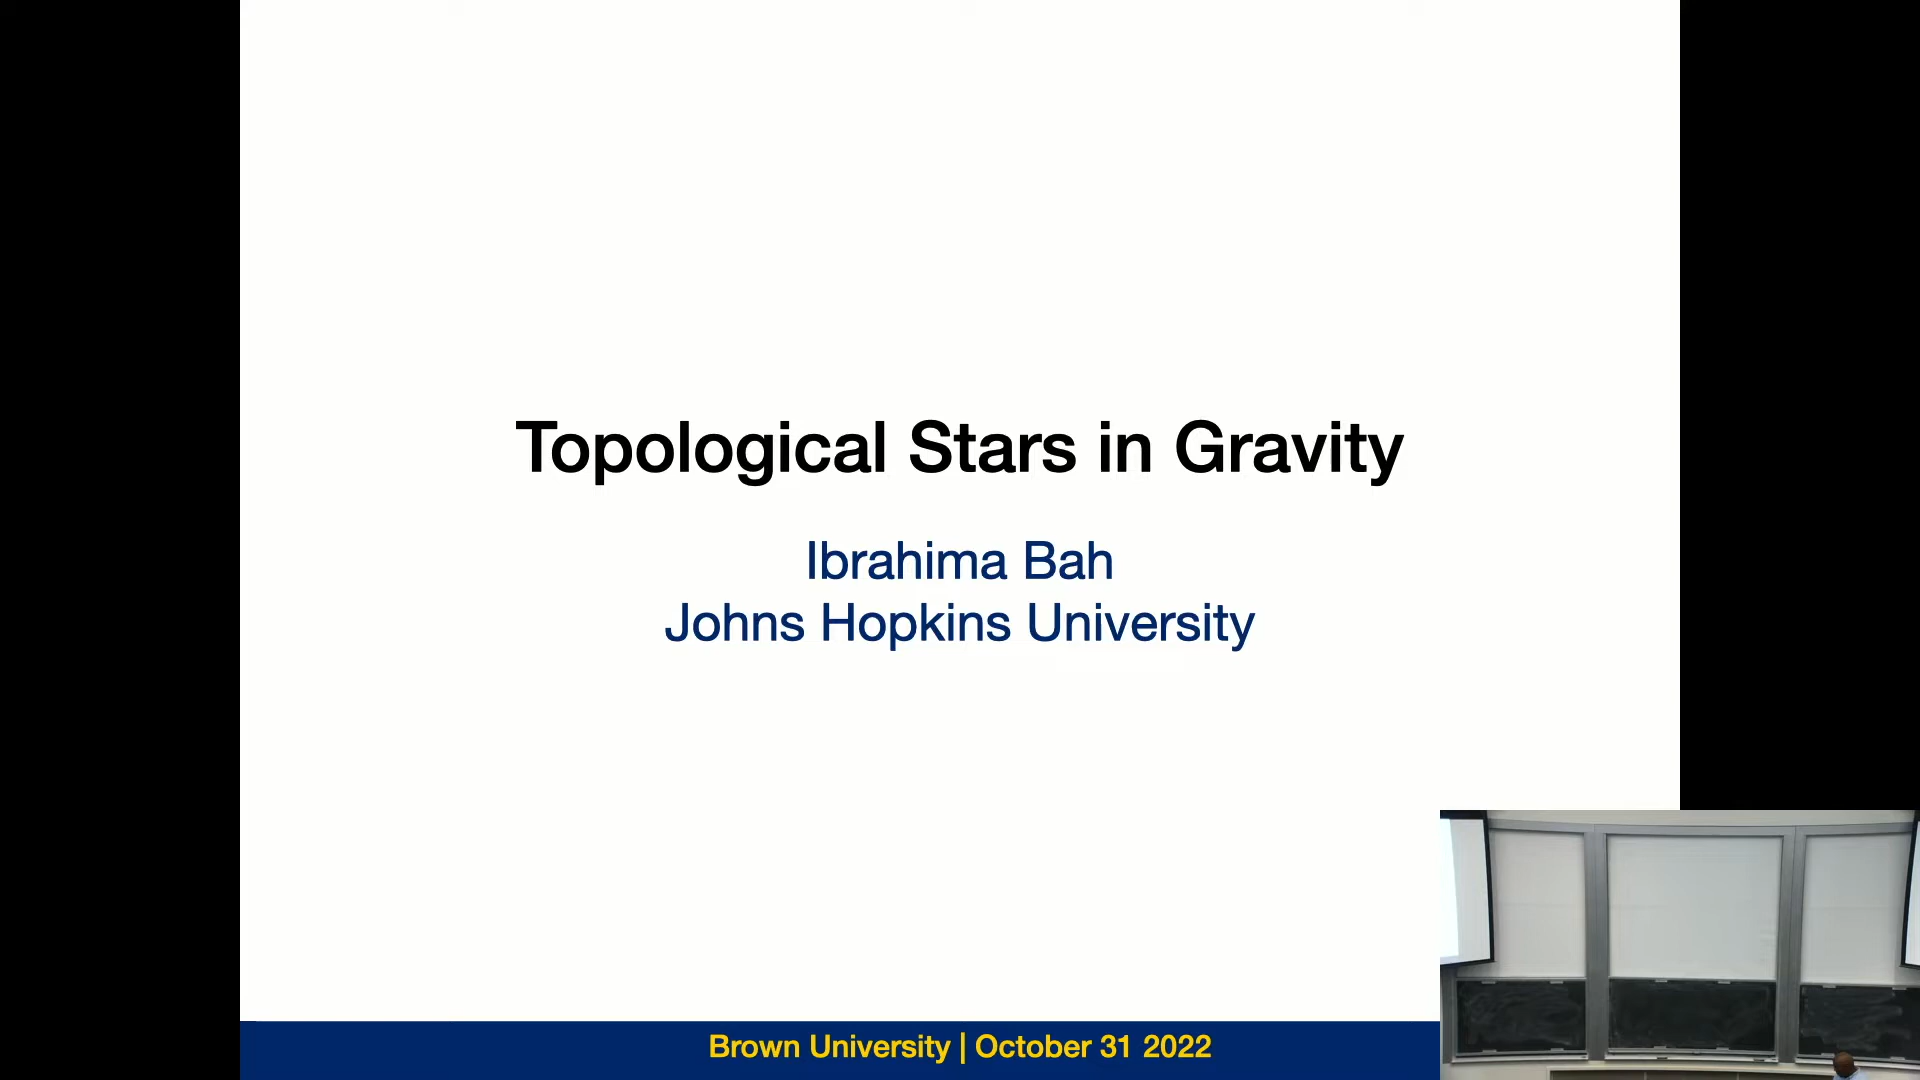 Topological Stars in Gravity
Ibrahima Bah
Johns Hopkins University
Brown University | October 31 2022